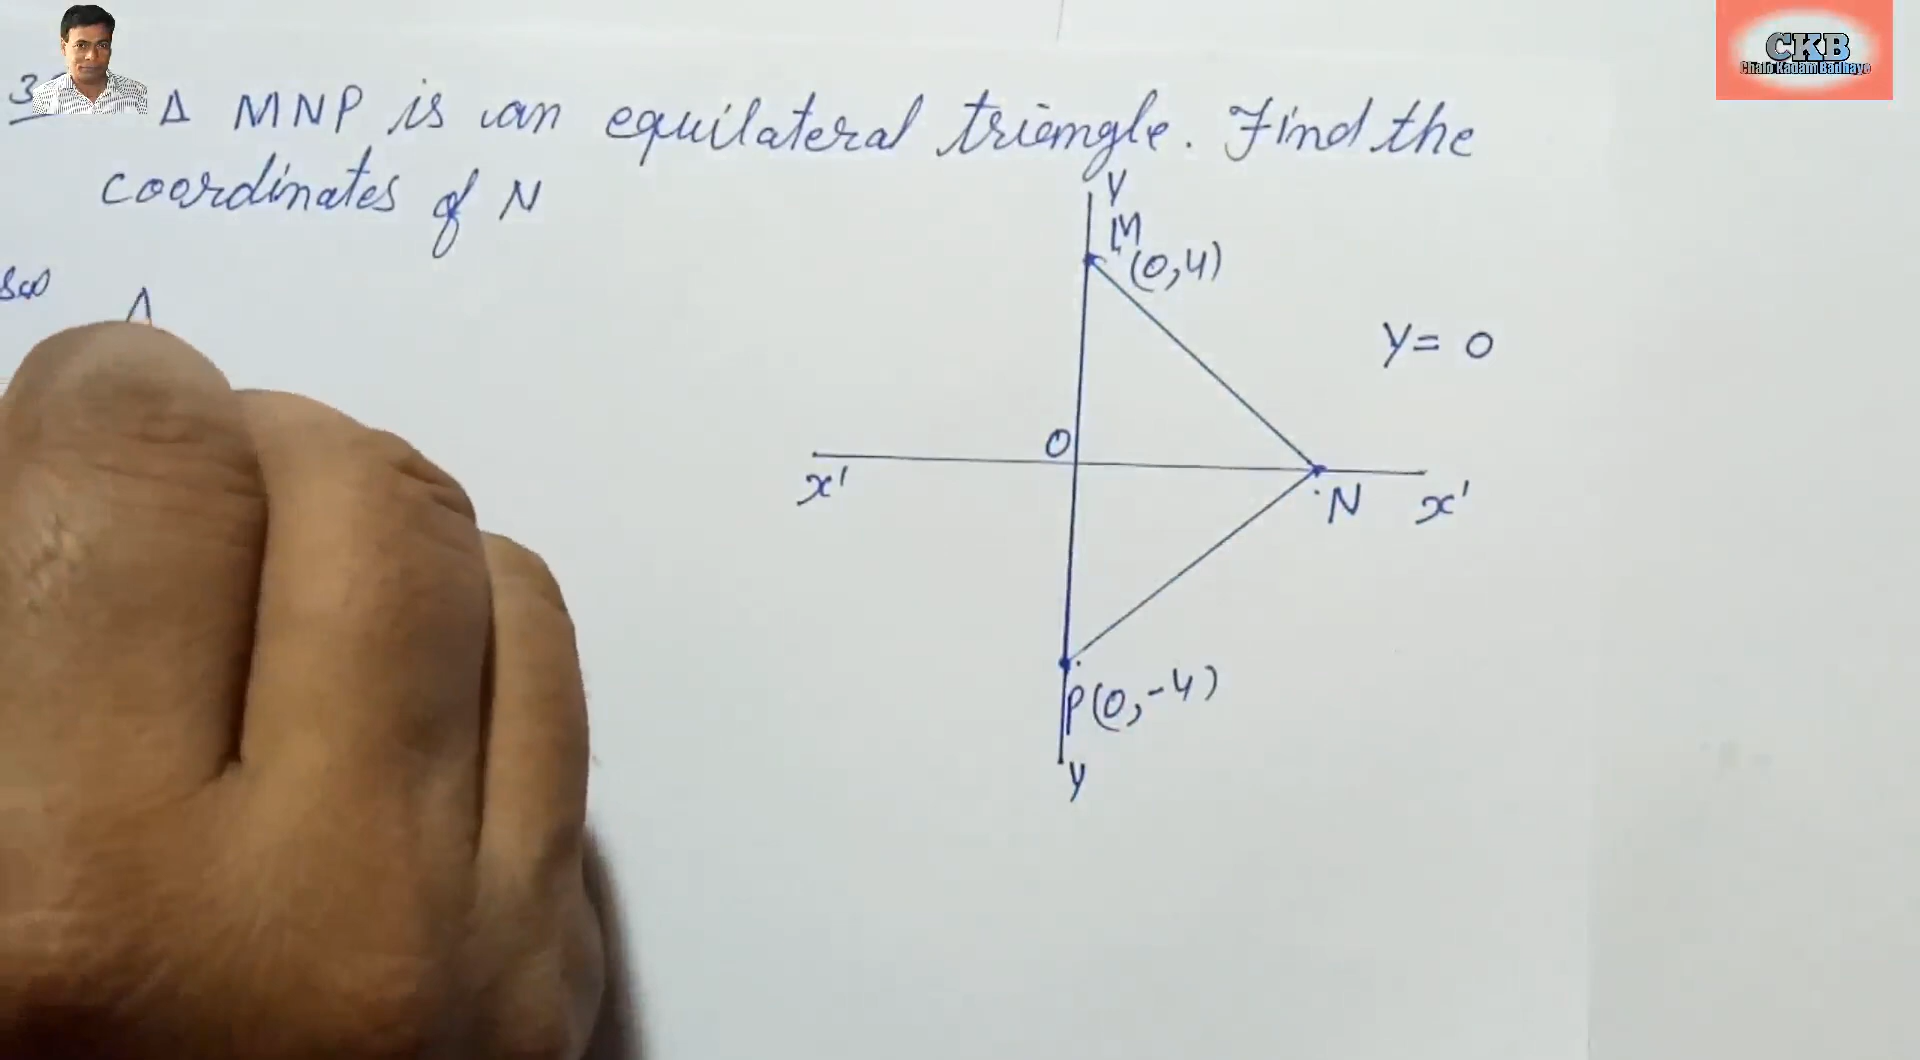 Δ MNP is an equilateral triangle. Find the
coordinates of N
Sol
Δ
Y
M
(0,4)
Y= 0
O
x'
N
x'
P(0,-4)
Y
CKB
Chalo Kadam Badhaye